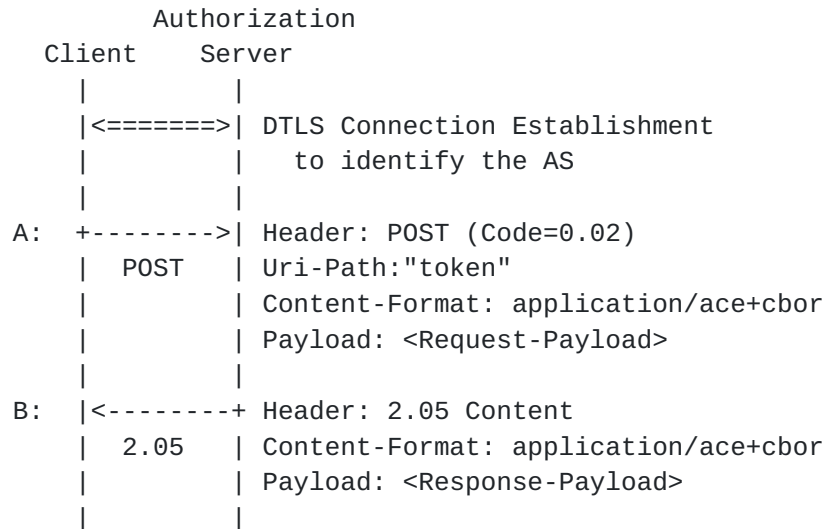 Authorization
  Client    Server
    |         |
    |<=======>| DTLS Connection Establishment
    |         |   to identify the AS
    |         |
A:  +-------->| Header: POST (Code=0.02)
    |  POST   | Uri-Path:"token"
    |         | Content-Format: application/ace+cbor
    |         | Payload: <Request-Payload>
    |         |
B:  |<--------+ Header: 2.05 Content
    |  2.05   | Content-Format: application/ace+cbor
    |         | Payload: <Response-Payload>
    |         |